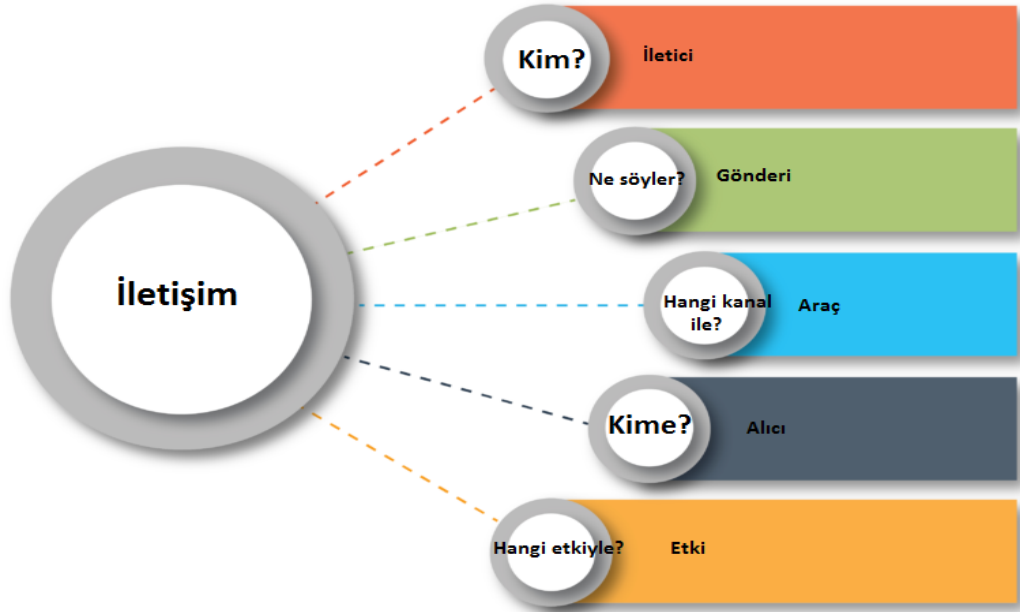 İletişim
Kim?
İletici
Ne söyler?
Gönderi
Hangi kanal
ile?
Araç
Kime?
Alıcı
Hangi etkiyle?
Etki